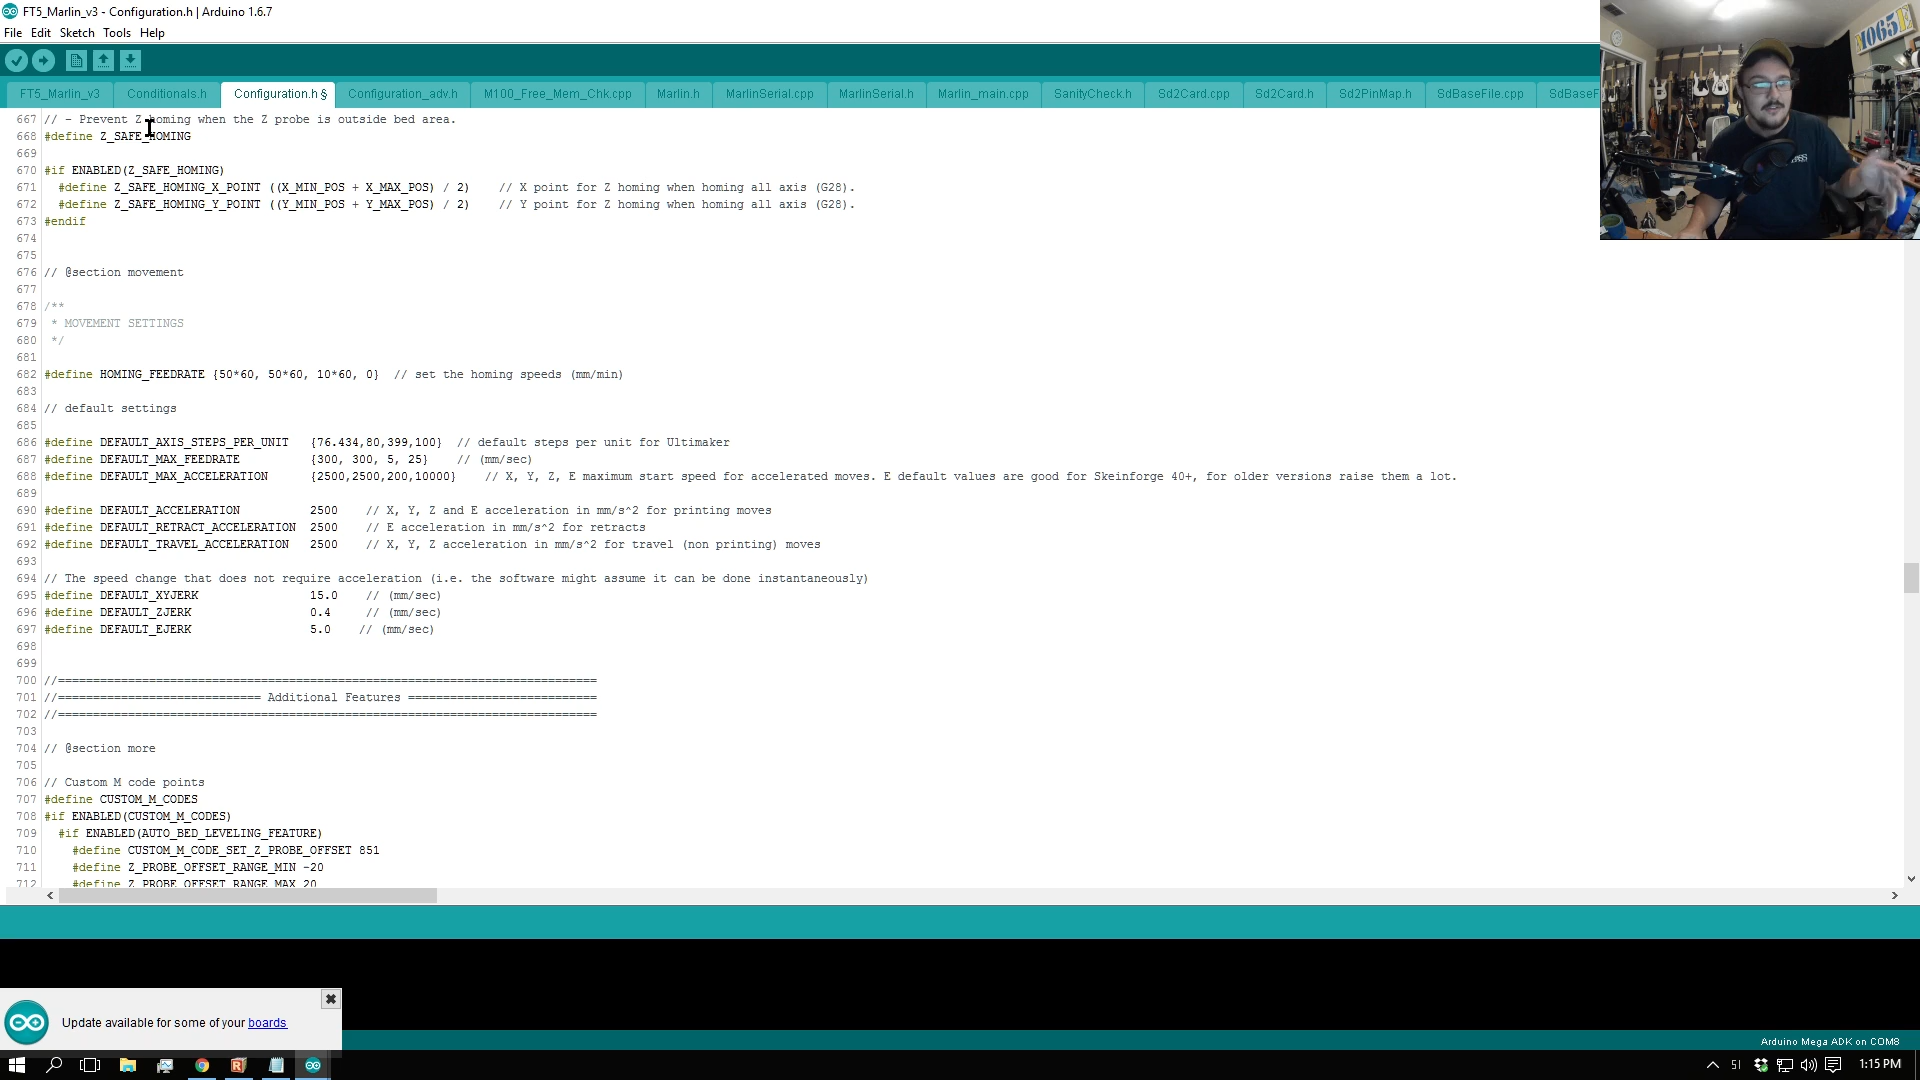 FT5_Marlin_v3 - Configuration.h | Arduino 1.6.7
File Edit Sketch Tools Help
FT5_Marlin_v3 Conditionals.h Configuration.h § Configuration_adv.h M100_Free_Mem_Chk.cpp Marlin.h MarlinSerial.cpp MarlinSerial.h Marlin_main.cpp SanityCheck.h Sd2Card.cpp Sd2Card.h Sd2PinMap.h SdBaseFile.cpp SdBaseF
1065
667 // - Prevent Z homing when the Z probe is outside bed area.
668 #define Z_SAFE_HOMING
669
670 #if ENABLED(Z_SAFE_HOMING)
671 #define Z_SAFE_HOMING_X_POINT ((X_MIN_POS + X_MAX_POS) / 2) // X point for Z homing when homing all axis (G28).
672 #define Z_SAFE_HOMING_Y_POINT ((Y_MIN_POS + Y_MAX_POS) / 2) // Y point for Z homing when homing all axis (G28).
673 #endif
674
675
676 // @section movement
677
678 /**
679 * MOVEMENT SETTINGS
680 */
681
682 #define HOMING_FEEDRATE {50*60, 50*60, 10*60, 0} // set the homing speeds (mm/min)
683
684 // default settings
685
686 #define DEFAULT_AXIS_STEPS_PER_UNIT {76.434,80,399,100} // default steps per unit for Ultimaker
687 #define DEFAULT_MAX_FEEDRATE {300, 300, 5, 25} // (mm/sec)
688 #define DEFAULT_MAX_ACCELERATION {2500,2500,200,10000} // X, Y, Z, E maximum start speed for accelerated moves. E default values are good for Skeinforge 40+, for older versions raise them a lot.
689
690 #define DEFAULT_ACCELERATION 2500 // X, Y, Z and E acceleration in mm/s^2 for printing moves
691 #define DEFAULT_RETRACT_ACCELERATION 2500 // E acceleration in mm/s^2 for retracts
692 #define DEFAULT_TRAVEL_ACCELERATION 2500 // X, Y, Z acceleration in mm/s^2 for travel (non printing) moves
693
694 // The speed change that does not require acceleration (i.e. the software might assume it can be done instantaneously)
695 #define DEFAULT_XYJERK 15.0 // (mm/sec)
696 #define DEFAULT_ZJERK 0.4 // (mm/sec)
697 #define DEFAULT_EJERK 5.0 // (mm/sec)
698
699
700 //=============================================================================
701 //============================= Additional Features ===========================
702 //=============================================================================
703
704 // @section more
705
706 // Custom M code points
707 #define CUSTOM_M_CODES
708 #if ENABLED(CUSTOM_M_CODES)
709 #if ENABLED(AUTO_BED_LEVELING_FEATURE)
710 #define CUSTOM_M_CODE_SET_Z_PROBE_OFFSET 851
711 #define Z_PROBE_OFFSET_RANGE_MIN -20
712 #define Z_PROBE_OFFSET_RANGE_MAX 20
Update available for some of your boards
Arduino Mega ADK on COM8
1:15 PM